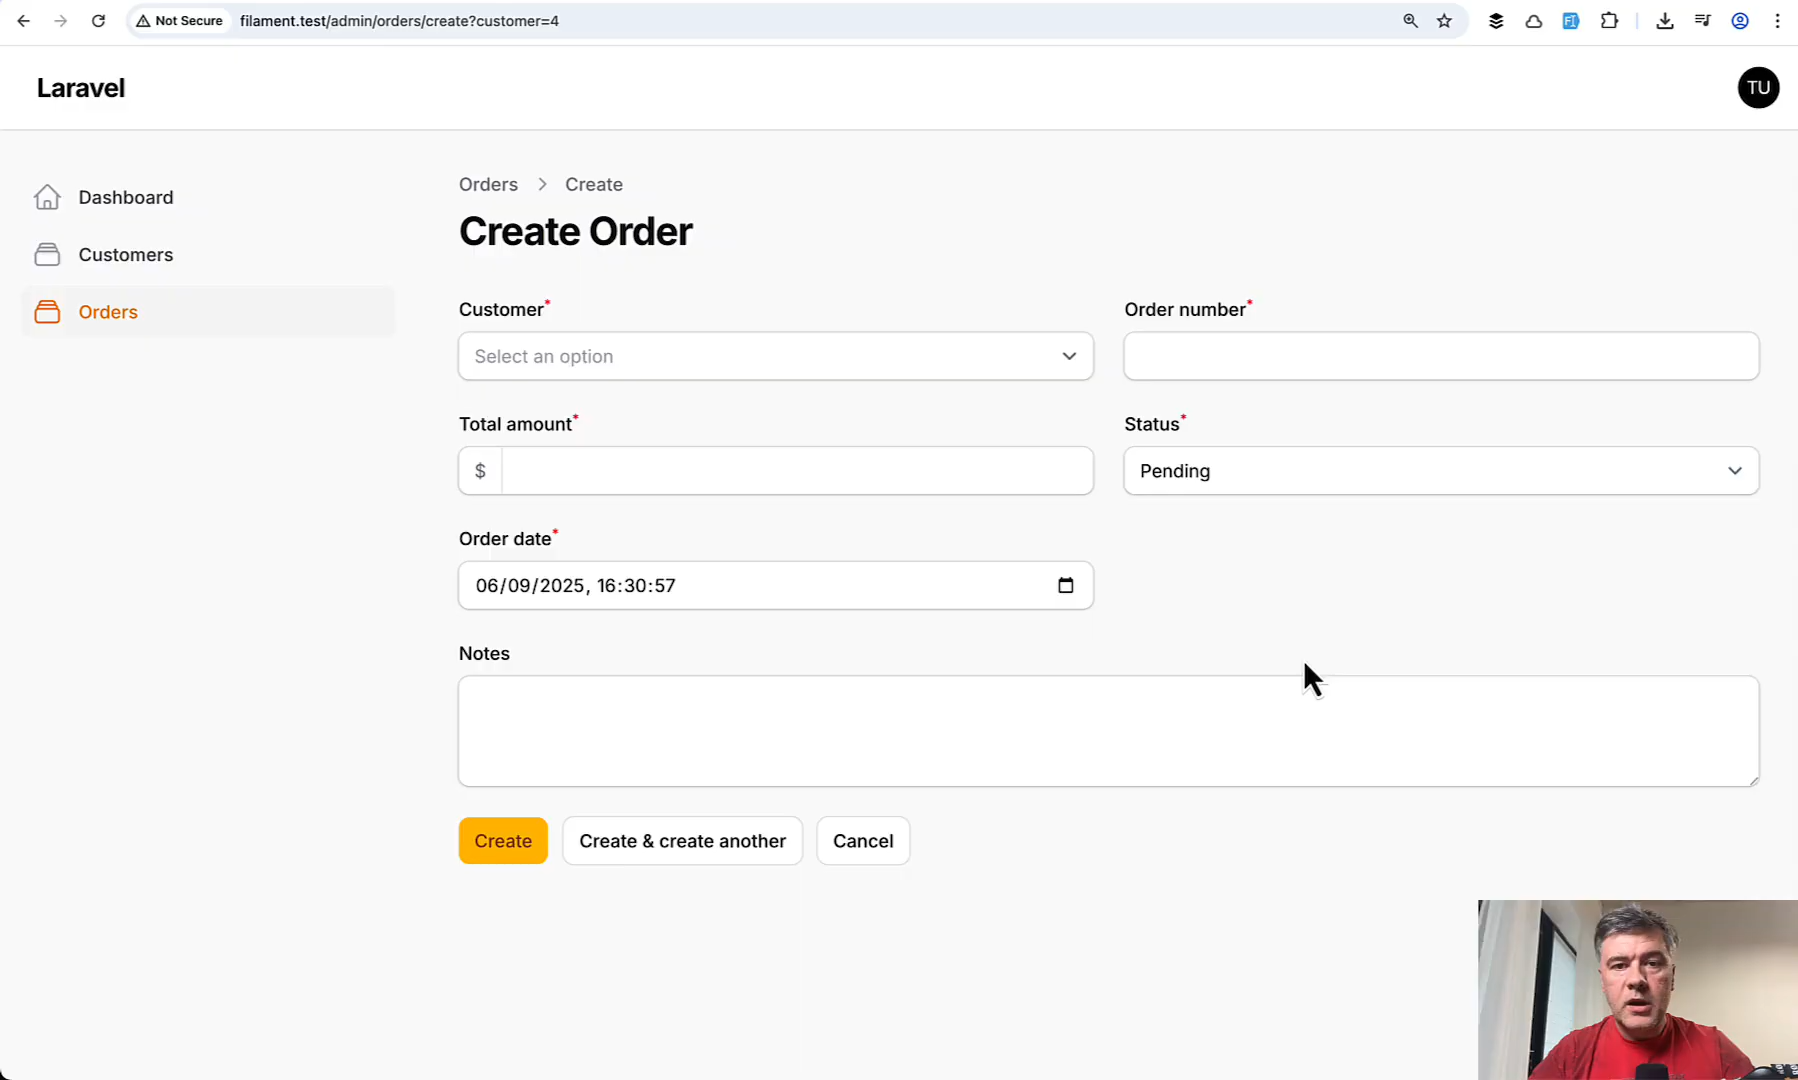 Not Secure filament.test/admin/orders/create?customer=4
Laravel
TU
Dashboard
Customers
Orders
Orders > Create
Create Order
Customer*
Order number*
Select an option
Total amount*
Status*
$
Pending
Order date*
06/09/2025, 16:30:57
Notes
Create
Create & create another
Cancel